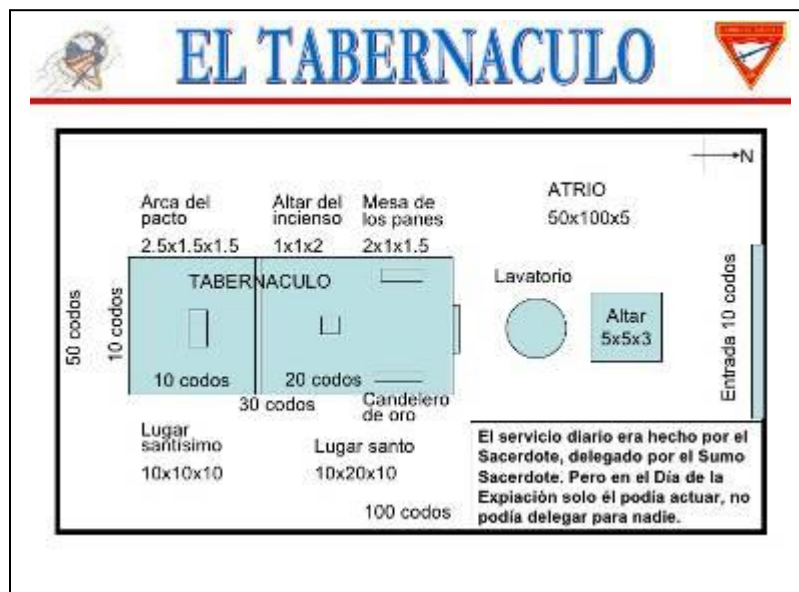 EL TABERNACULO
N
Arca del
pacto
2.5x1.5x1.5
Altar del
incienso
1x1x2
Mesa de
los panes
2x1x1.5
ATRIO
50x100x5
TABERNACULO
Lavatorio
Altar
5x5x3
Entrada 10 codos
50 codos
10 codos
10 codos
20 codos
30 codos
Candelero
de oro
Lugar
santisimo
10x10x10
Lugar santo
10x20x10
100 codos
El servicio diario era hecho por el
Sacerdote, delegado por el Sumo
Sacerdote. Pero en el Día de la
Expiación solo él podía actuar, no
podía delegar para nadie.